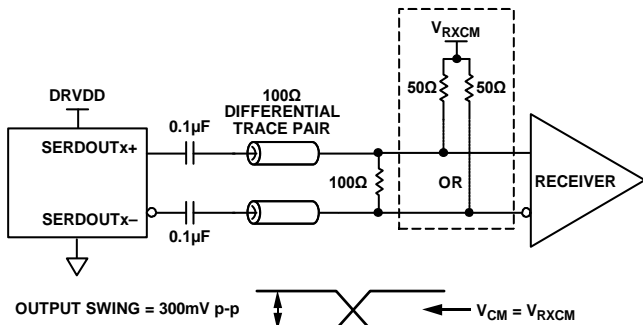 V_RXCM
DRVDD
100Ω
DIFFERENTIAL
TRACE PAIR
50Ω
50Ω
0.1µF
SERDOUTx+
100Ω
OR
RECEIVER
SERDOUTx–
0.1µF
OUTPUT SWING = 300mV p-p
V_CM = V_RXCM